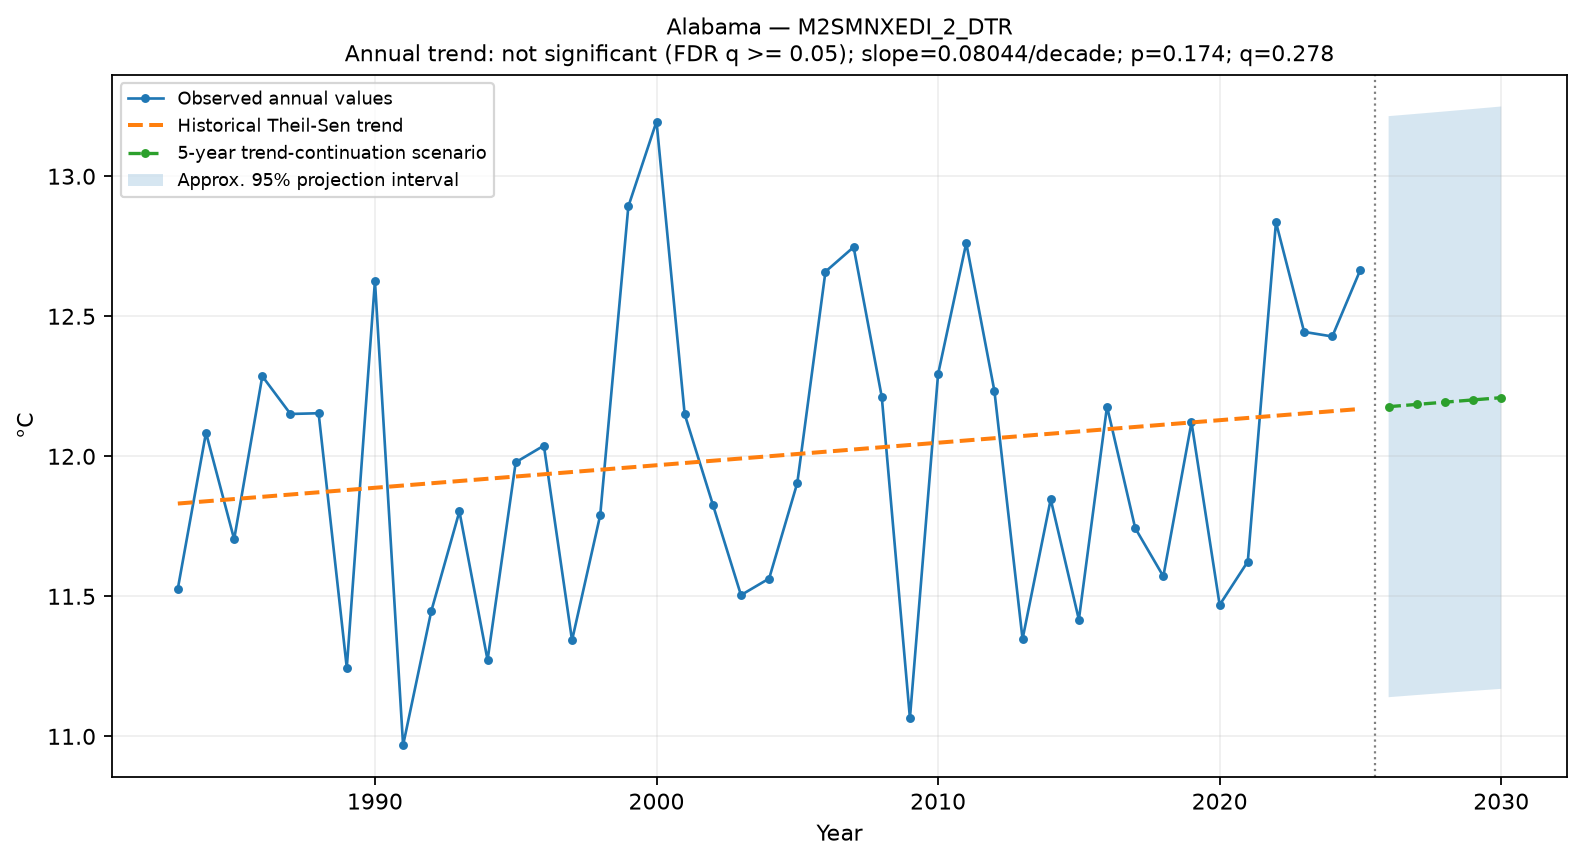 Alabama — M2SMNXEDI_2_DTR
Annual trend: not significant (FDR q >= 0.05); slope=0.08044/decade; p=0.174; q=0.278
Observed annual values
Historical Theil-Sen trend
5-year trend-continuation scenario
Approx. 95% projection interval
13.0
12.5
12.0
11.5
11.0
°C
1990
2000
2010
2020
2030
Year